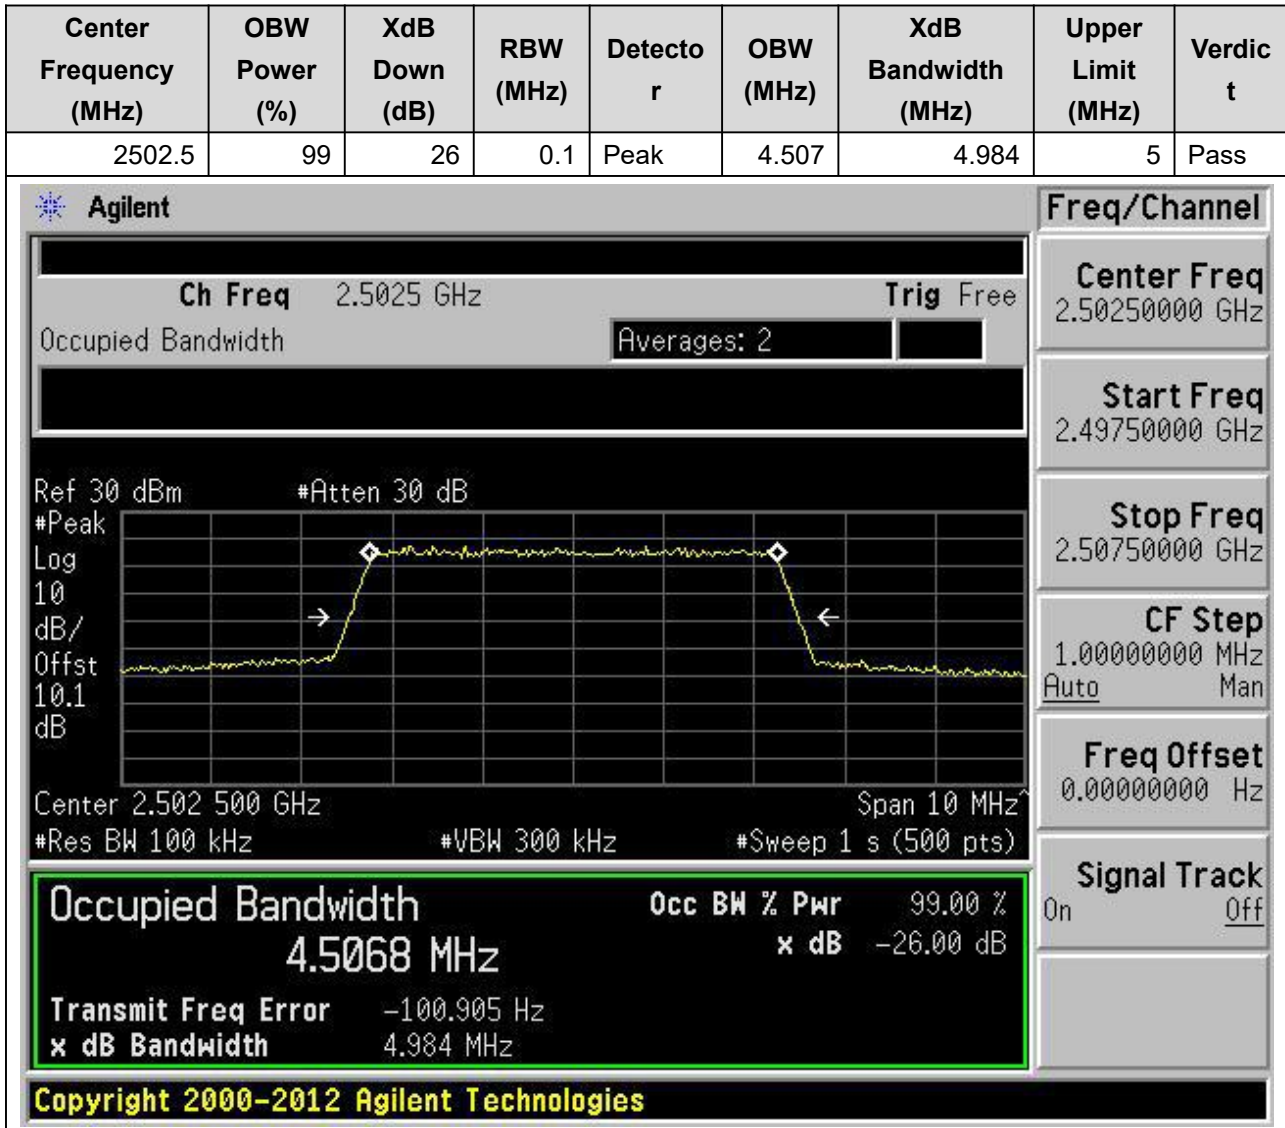 Center Frequency (MHz) OBW Power (%) XdB Down (dB) RBW (MHz) Detecto r OBW (MHz) XdB Bandwidth (MHz) Upper Limit (MHz) Verdic t
2502.5 99 26 0.1 Peak 4.507 4.984 5 Pass
Agilent
Freq/Channel
Ch Freq 2.5025 GHz Trig Free
Occupied Bandwidth Averages: 2
Center Freq
2.50250000 GHz
Start Freq
2.49750000 GHz
Stop Freq
2.50750000 GHz
CF Step
1.00000000 MHz
Auto Man
Freq Offset
0.00000000 Hz
Signal Track
On Off
Ref 30 dBm #Atten 30 dB
#Peak
Log
10
dB/
Offst
10.1
dB
Center 2.502 500 GHz Span 10 MHz^
#Res BW 100 kHz #VBW 300 kHz #Sweep 1 s (500 pts)
Occupied Bandwidth Occ BW % Pwr 99.00 %
4.5068 MHz x dB -26.00 dB
Transmit Freq Error -100.905 Hz
x dB Bandwidth 4.984 MHz
Copyright 2000-2012 Agilent Technologies